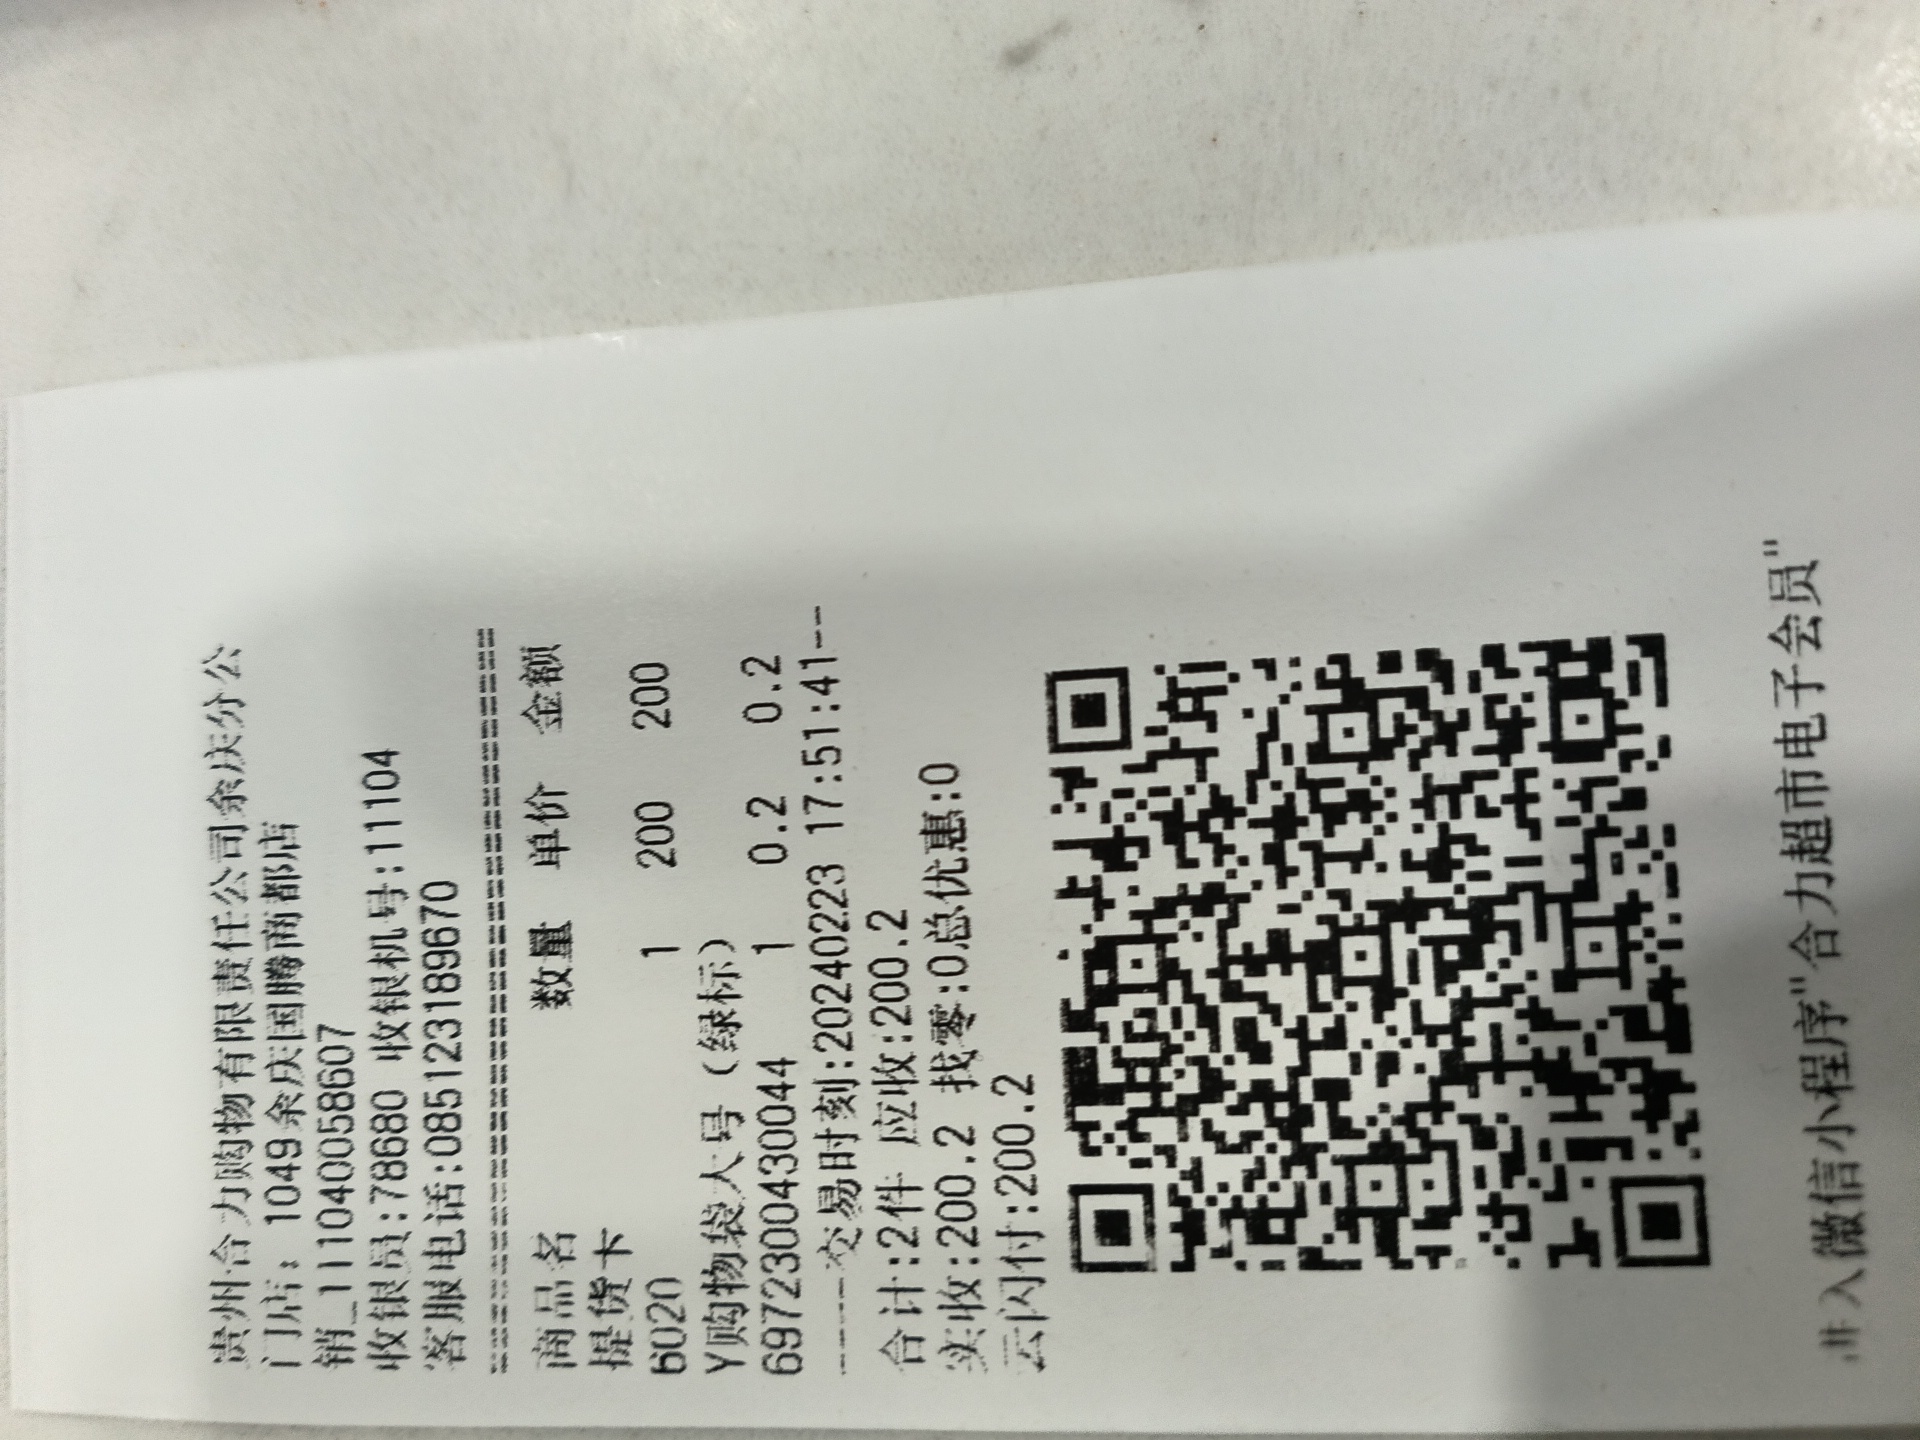 贵州合力购物有限责任公司余庆分公
门店: 1049余庆国腾商都店
销_111040058607
收银员:78680 收银机号:11104
客服电话:085123189670
商品名 数量 单价 金额
提货卡
6020 1 200 200
Y购物袋大号（绿标）
6972300430044 1 0.2 0.2
-----交易时刻:20240223 17:51:41---
合计:2件 应收:200.2
实收:200.2 找零:0总优惠:0
云闪付:200.2
进入微信小程序"合力超市电子会员"